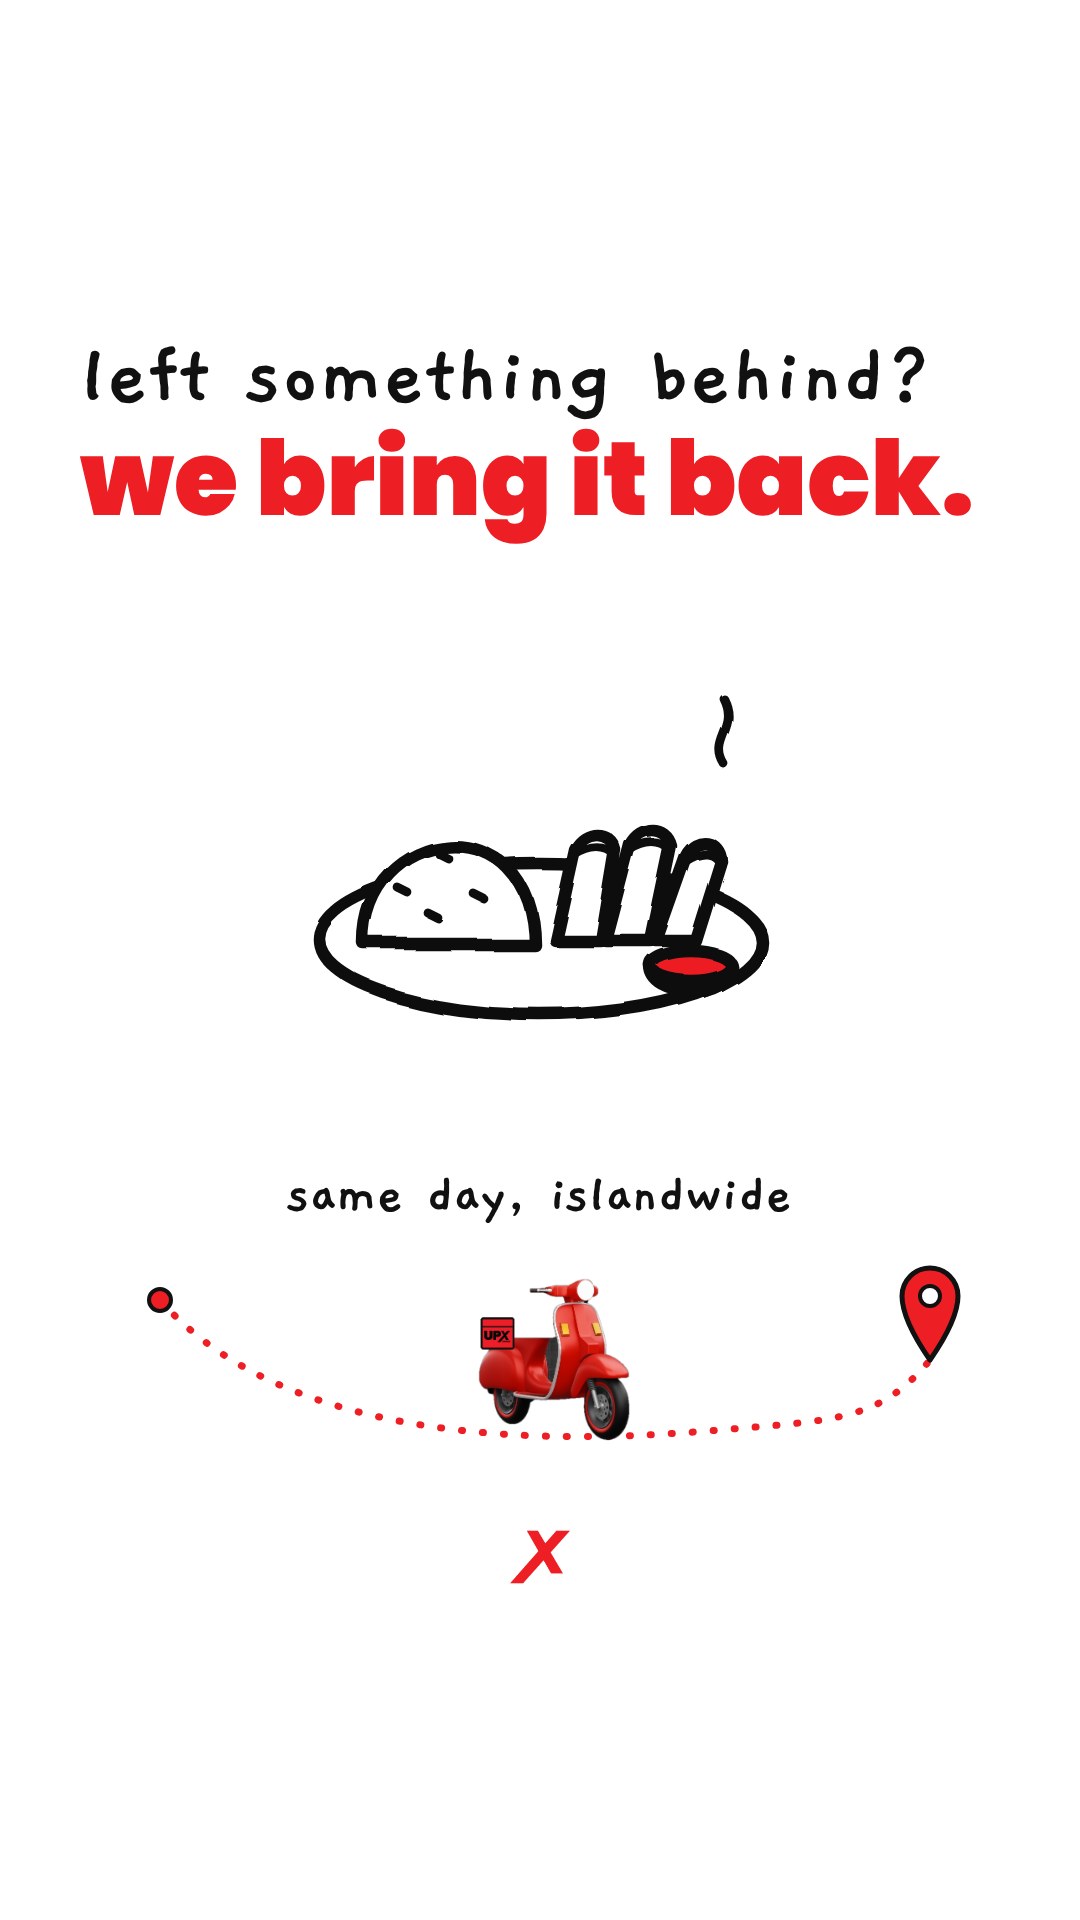 left something behind?
we bring it back.
same day, islandwide
UPX
X